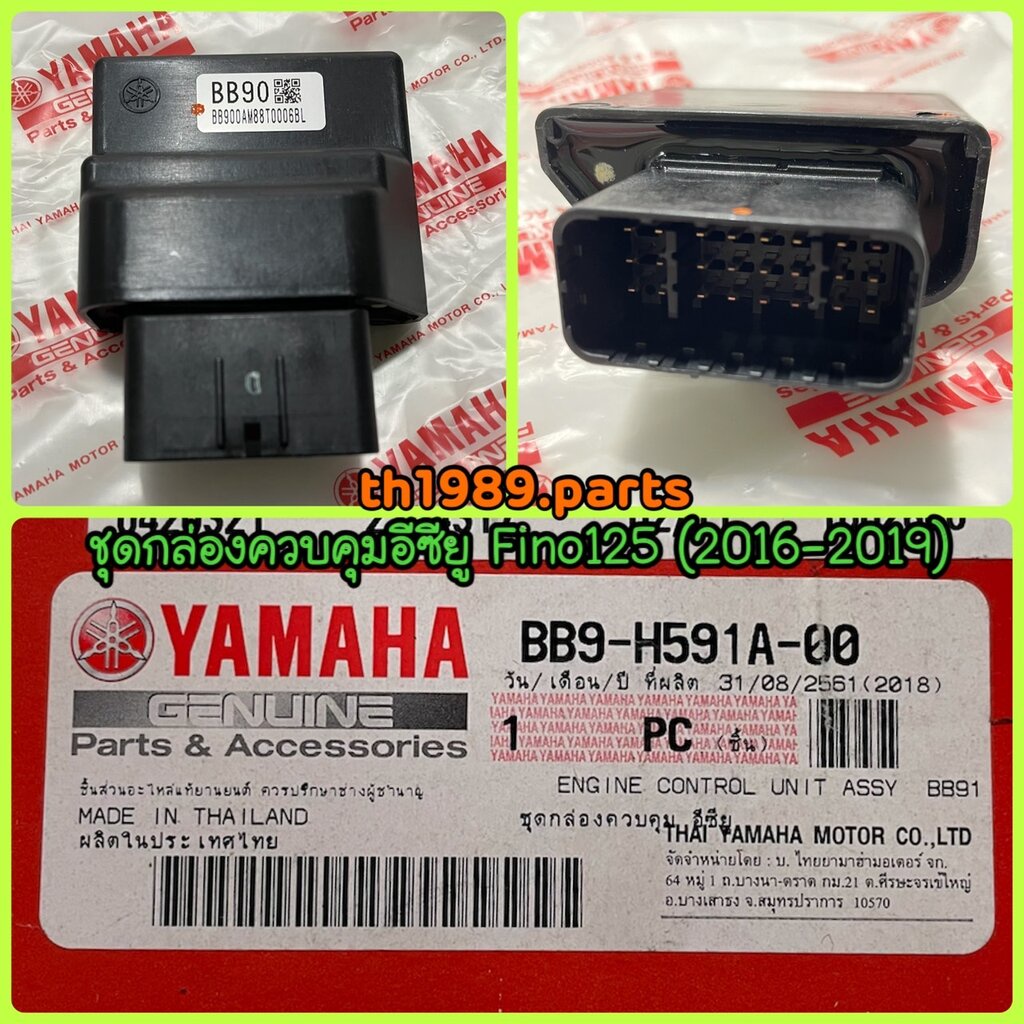 YAMAHA
GENUINE
Parts & Accessories
THAI YAMAHA MOTOR CO., LTD
BB90
BB900AM88T0006BL
th1989.parts
ชุดกล่องควบคุมอีซียู Fino125 (2016-2019)
YAMAHA
GENUINE
Parts & Accessories
BB9-H591A-00
วัน/เดือน/ปี ที่ผลิต 31/08/2561(2018)
1 PC (ชิ้น)
ENGINE CONTROL UNIT ASSY BB91
ชุดกล่องควบคุม อีซียู
ชิ้นส่วนอะไหล่แท้ยานยนต์ ควรปรึกษาช่างผู้ชำนาญ
MADE IN THAILAND
ผลิตในประเทศไทย
THAI YAMAHA MOTOR CO.,LTD
จัดจำหน่ายโดย : บ. ไทยยามาฮ่ามอเตอร์ จก.
64 หมู่ 1 ถ.บางนา-ตราด กม.21 ต.ศีรษะจรเข้ใหญ่
อ.บางเสาธง จ.สมุทรปราการ 10570